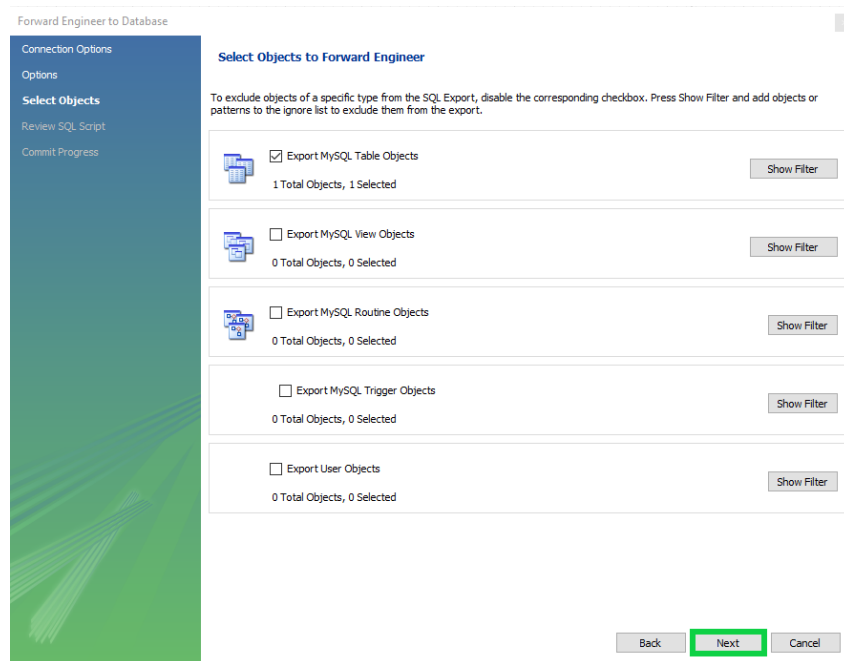 Forward Engineer to Database
Connection Options
Options
Select Objects
Review SQL Script
Commit Progress
Select Objects to Forward Engineer
To exclude objects of a specific type from the SQL Export, disable the corresponding checkbox. Press Show Filter and add objects or
patterns to the ignore list to exclude them from the export.
Export MySQL Table Objects
Show Filter
1 Total Objects, 1 Selected
Export MySQL View Objects
Show Filter
0 Total Objects, 0 Selected
Export MySQL Routine Objects
Show Filter
0 Total Objects, 0 Selected
Export MySQL Trigger Objects
Show Filter
0 Total Objects, 0 Selected
Export User Objects
Show Filter
0 Total Objects, 0 Selected
Back Next Cancel